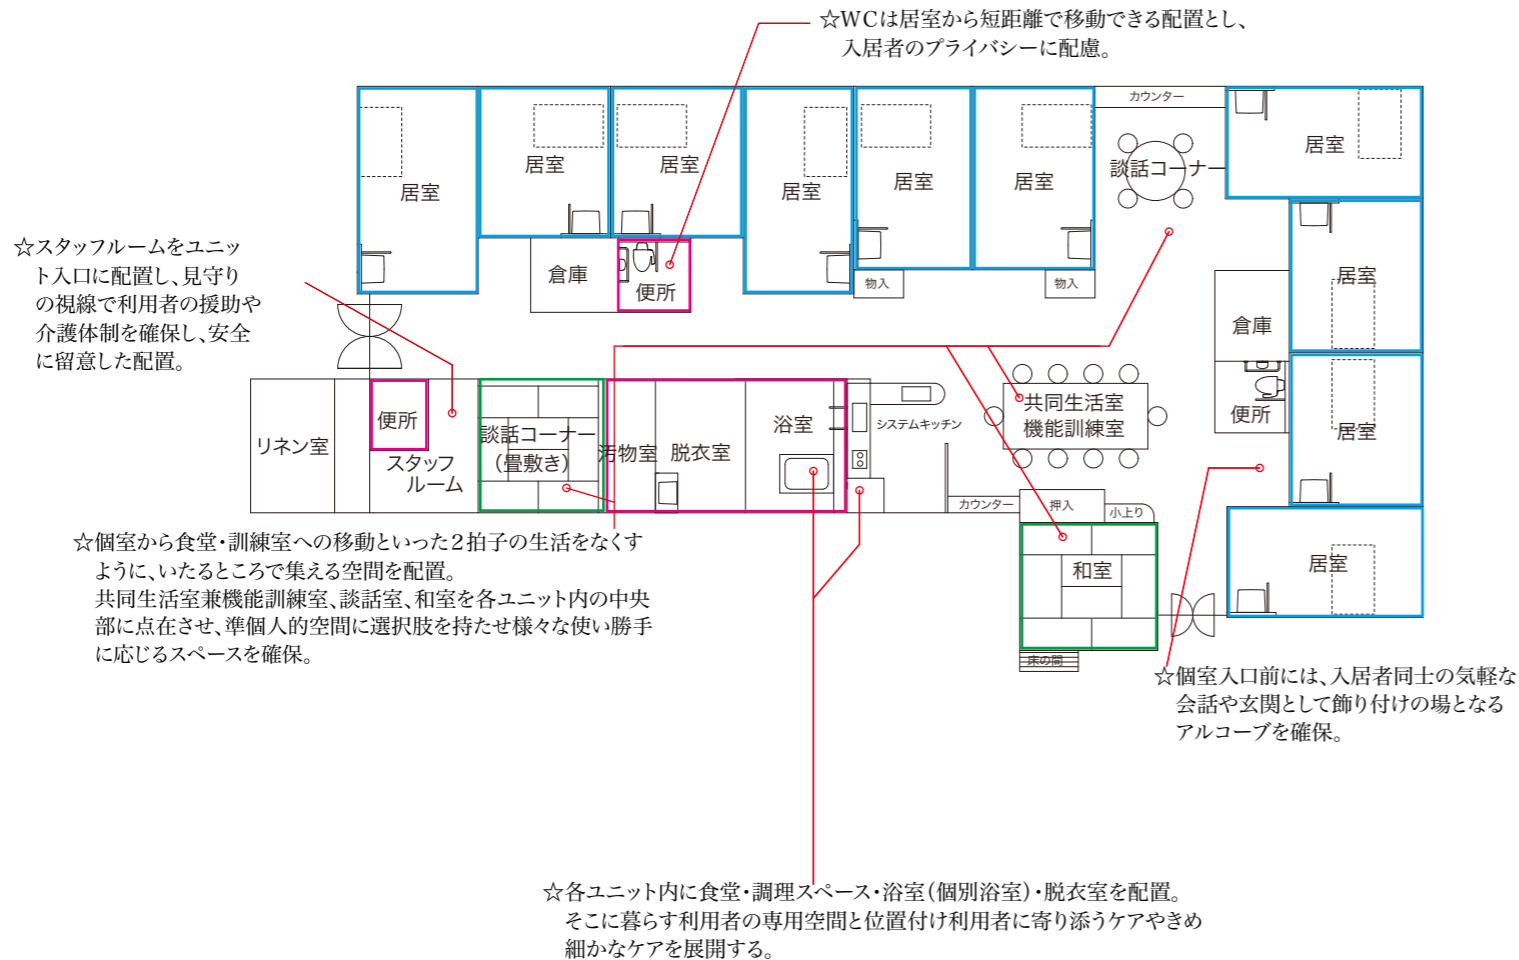 ☆WCは居室から短距離で移動できる配置とし、
入居者のプライバシーに配慮。
カウンター
居室
居室
居室
居室
居室
居室
談話コーナー
居室
☆スタッフルームをユニッ
ト入口に配置し、見守り
の視線で利用者の援助や
介護体制を確保し、安全
に留意した配置。
倉庫
便所
物入
物入
居室
倉庫
リネン室
便所
スタッフ
ルーム
談話コーナー
（畳敷き）
汚物室
脱衣室
浴室
システムキッチン
共同生活室
機能訓練室
便所
居室
カウンター
押入
小上り
和室
床の間
居室
☆個室から食堂・訓練室への移動といった2拍子の生活をなくす
ように、いたるところで集える空間を配置。
共同生活室兼機能訓練室、談話室、和室を各ユニット内の中央
部に点在させ、準個人的空間に選択肢を持たせ様々な使い勝手
に応じるスペースを確保。
☆個室入口前には、入居者同士の気軽な
会話や玄関として飾り付けの場となる
アルコーブを確保。
☆各ユニット内に食堂・調理スペース・浴室(個別浴室)・脱衣室を配置。
そこに暮らす利用者の専用空間と位置付け利用者に寄り添うケアやきめ
細かなケアを展開する。